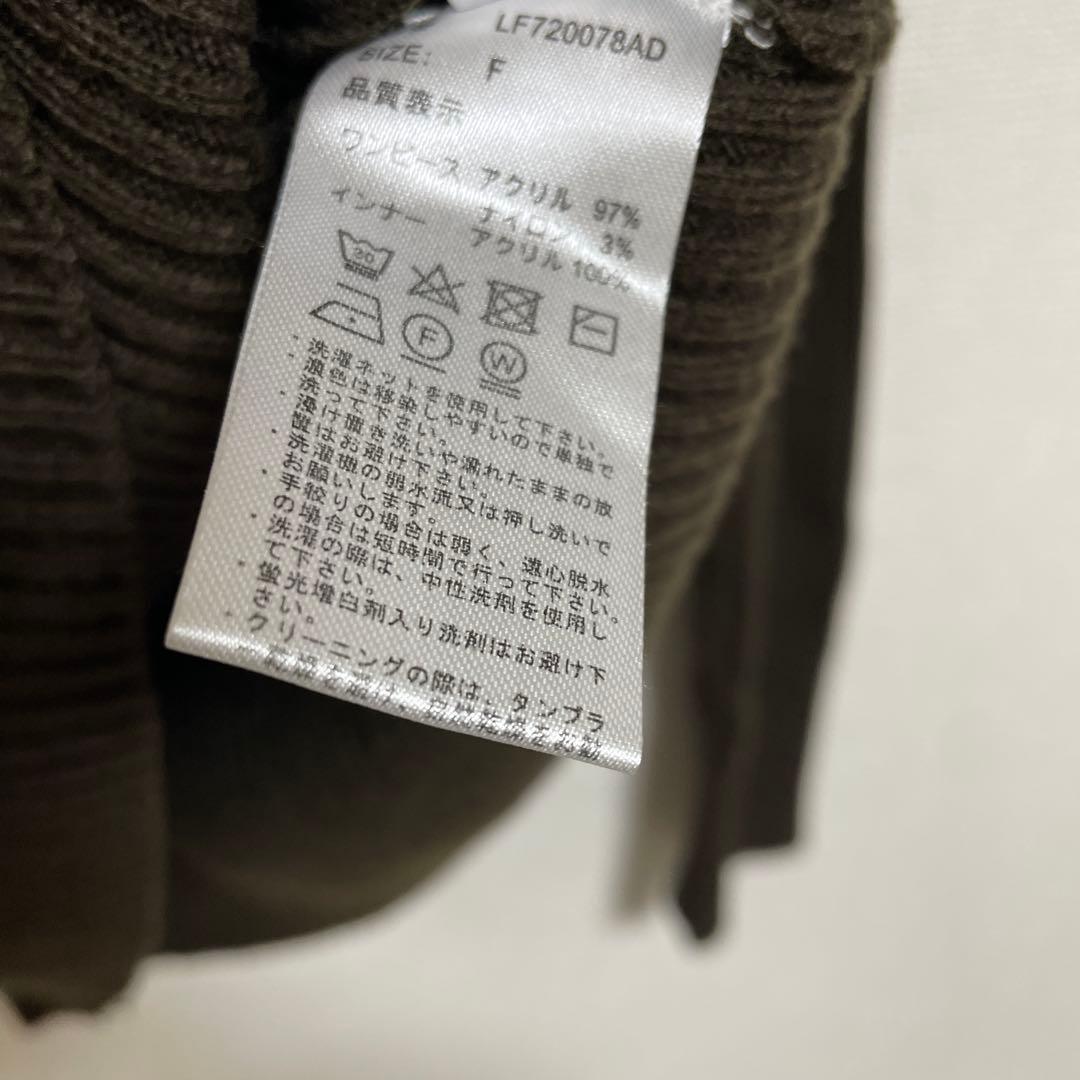 LF720078AD
SIZE: F
品質表示
ワンピース アクリル 97%
ナイロン 3%
インナー アクリル 100%
30
F
W
・洗濯ネットを使用して下さい。
・濃色は移染しやすいので単独で
洗って下さい。
・浸け置き洗いや濡れたままの放
置はお避け下さい。
・洗濯機の弱水流又は押し洗いで
お願いします。
・手絞りの場合は弱く、遠心脱水
の場合は短時間で行って下さい。
・洗濯の際は、中性洗剤を使用し
て下さい。
・蛍光増白剤入り洗剤はお避け下
さい。
・クリーニングの際は、タンブラ